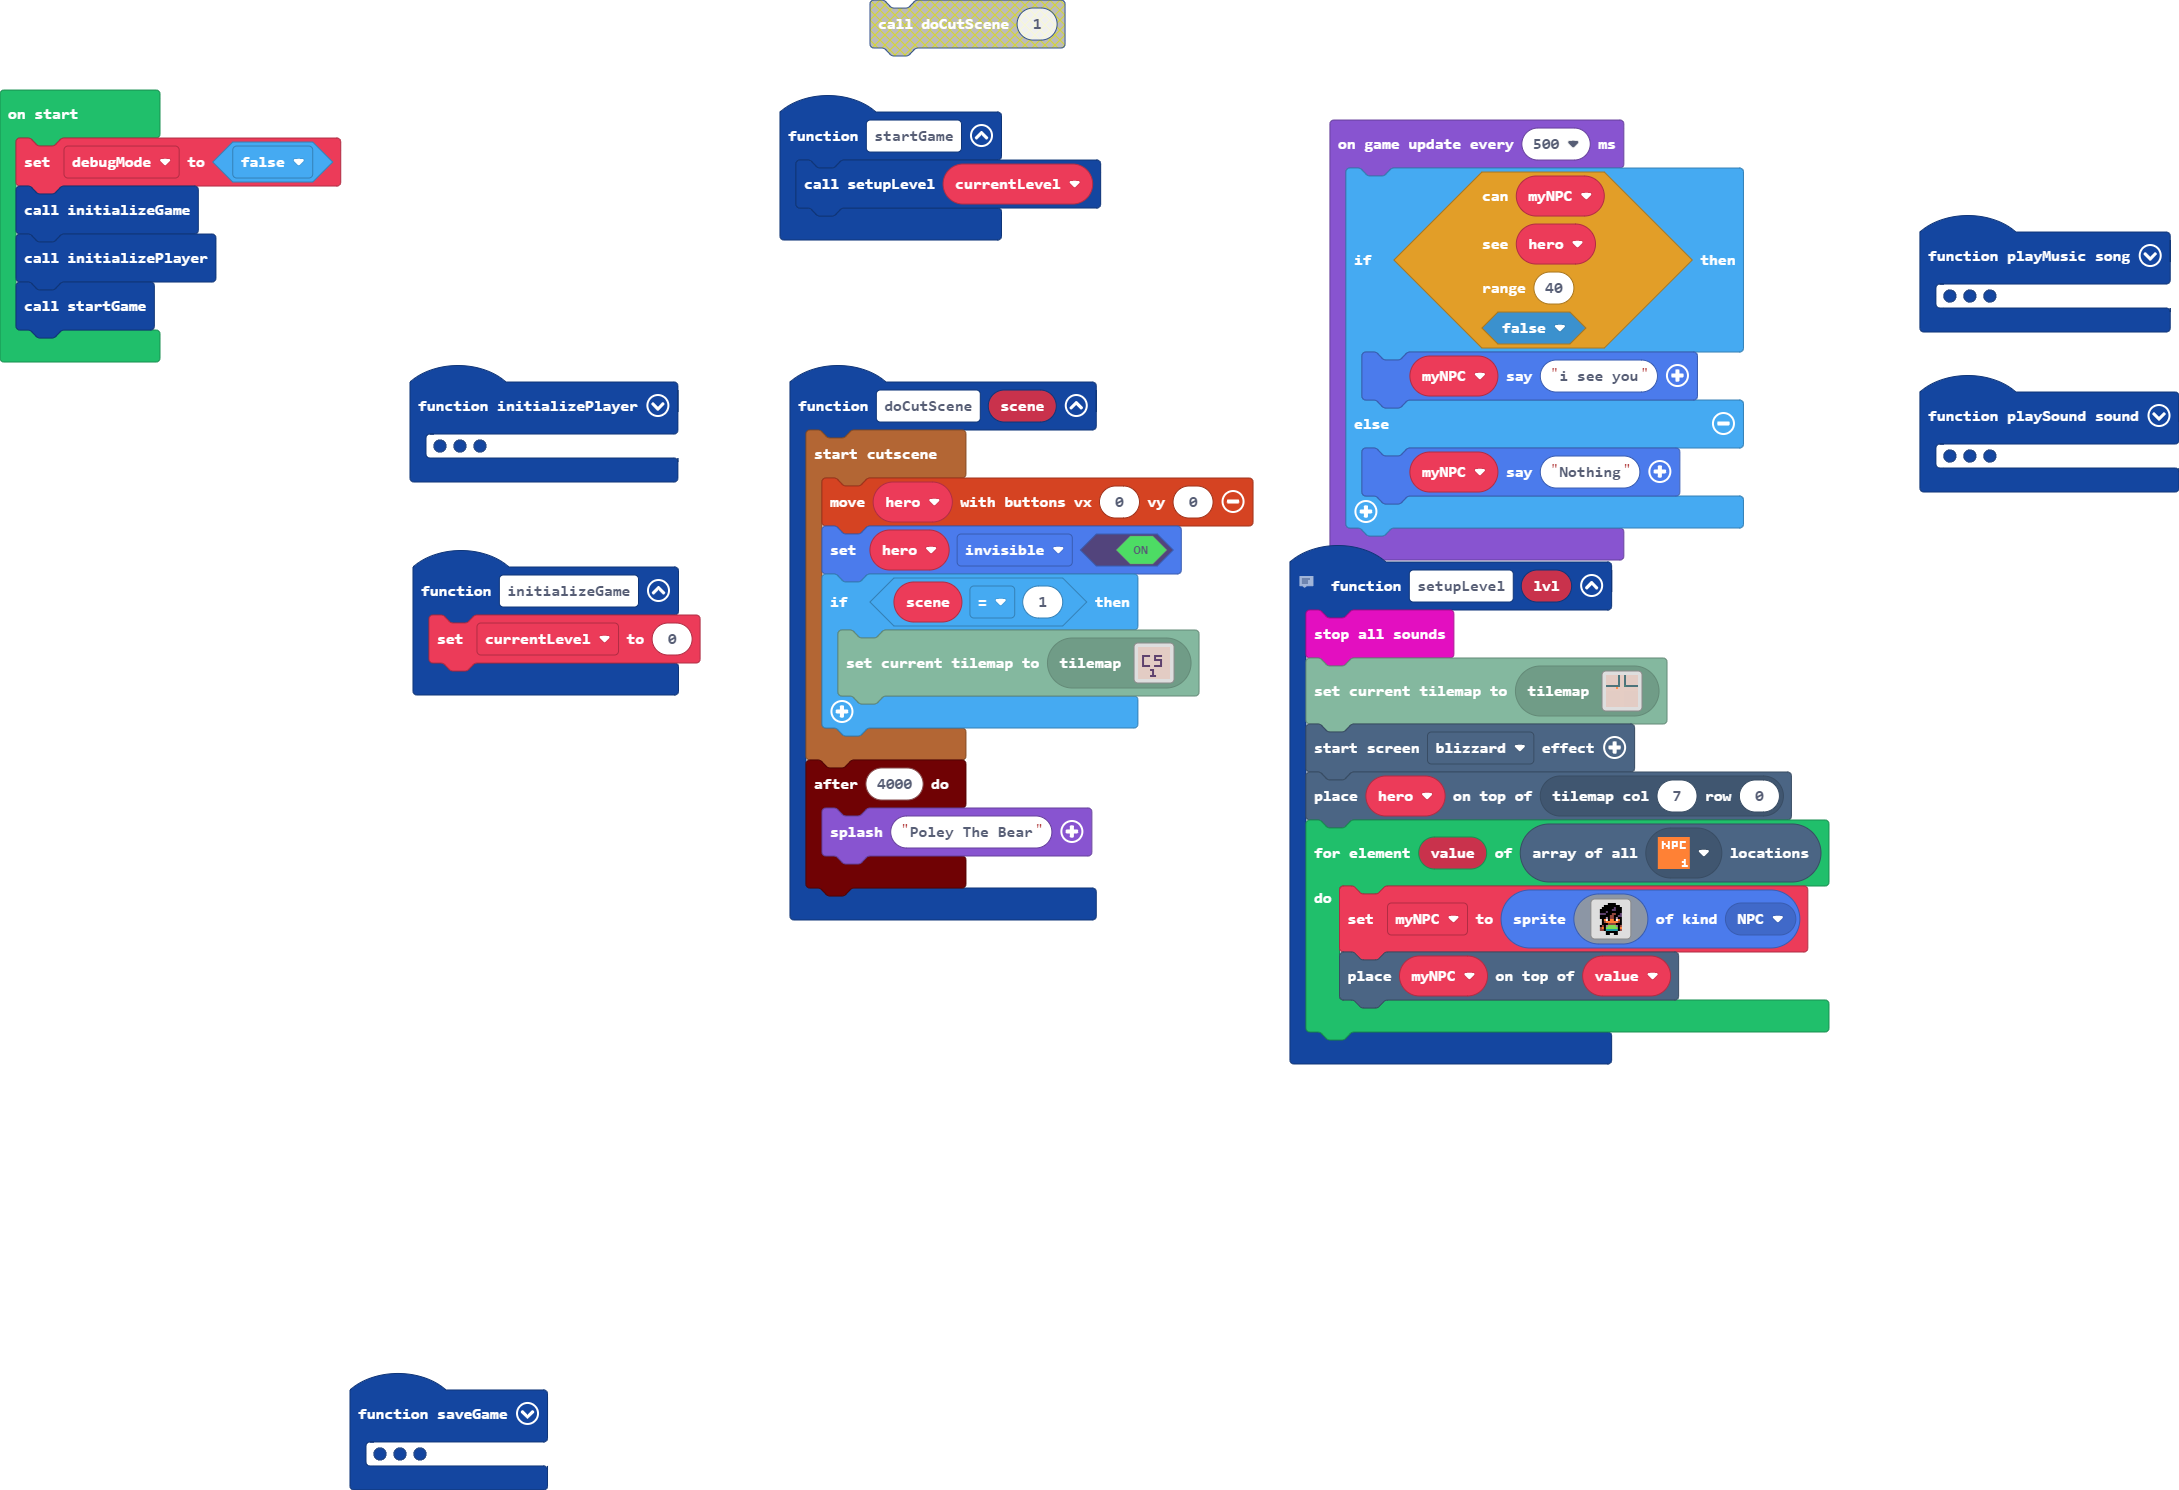 call doCutScene 1
on start
set debugMode to false
call initializeGame
call initializePlayer
call startGame
function startGame
call setupLevel currentLevel
function initializePlayer
function initializeGame
set currentLevel to 0
function doCutScene scene
start cutscene
move hero with buttons vx 0 vy 0
set hero invisible ON
if scene = 1 then
set current tilemap to tilemap CS 1
after 4000 do
splash "Poley The Bear"
on game update every 500 ms
if can myNPC see hero range 40 false then
myNPC say "i see you"
else
myNPC say "Nothing"
function setupLevel lvl
stop all sounds
set current tilemap to tilemap
start screen blizzard effect
place hero on top of tilemap col 7 row 0
for element value of array of all NPC 1 locations
do
set myNPC to sprite of kind NPC
place myNPC on top of value
function playMusic song
function playSound sound
function saveGame